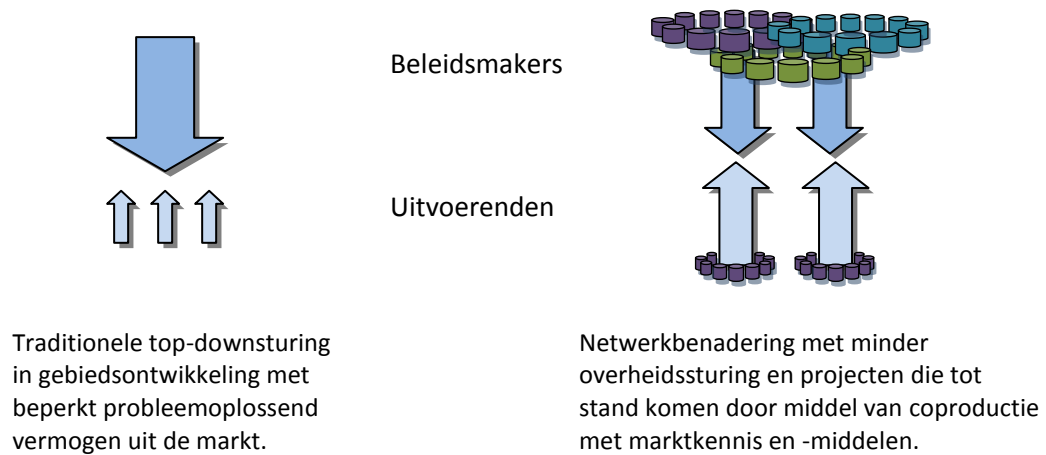 Beleidsmakers
Uitvoerenden
Traditionele top-downsturing
in gebiedsontwikkeling met
beperkt probleemoplossend
vermogen uit de markt.
Netwerkbenadering met minder
overheidssturing en projecten die tot
stand komen door middel van coproductie
met marktkennis en -middelen.